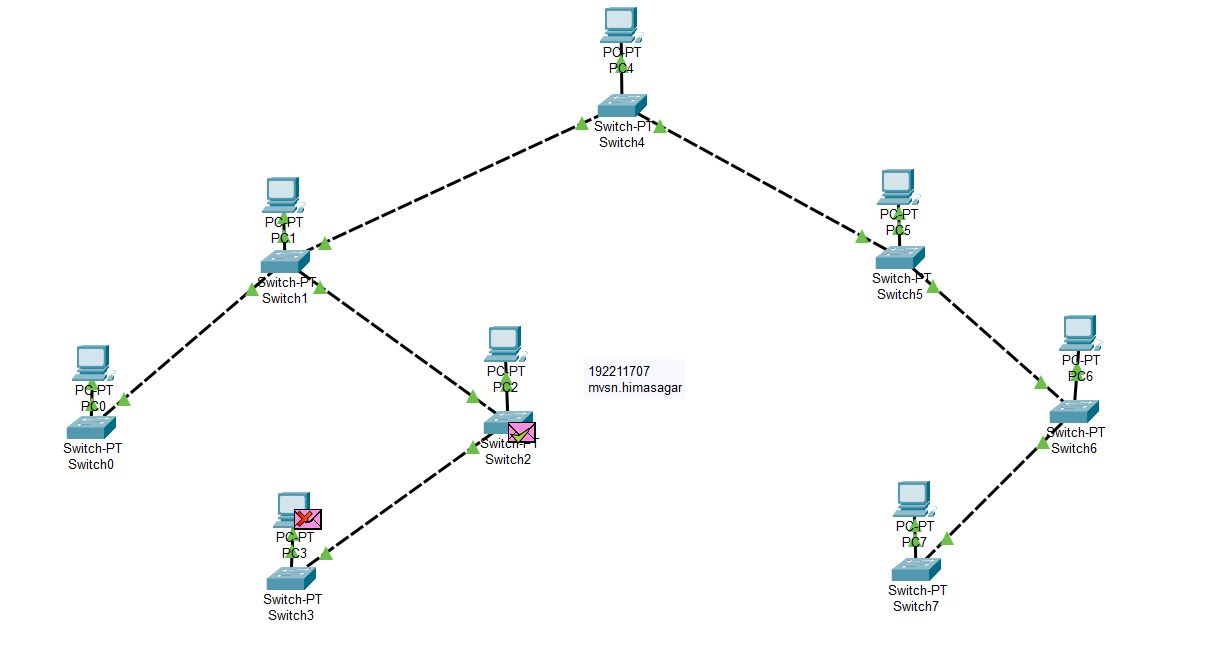 PC-PT
PC4
Switch-PT
Switch4
PC-PT
PC1
Switch-PT
Switch1
PC-PT
PC5
Switch-PT
Switch5
PC-PT
PC0
Switch-PT
Switch0
PC-PT
PC2
Switch-PT
Switch2
192211707
mvsn.himasagar
PC-PT
PC6
Switch-PT
Switch6
PC-PT
PC3
Switch-PT
Switch3
PC-PT
PC7
Switch-PT
Switch7